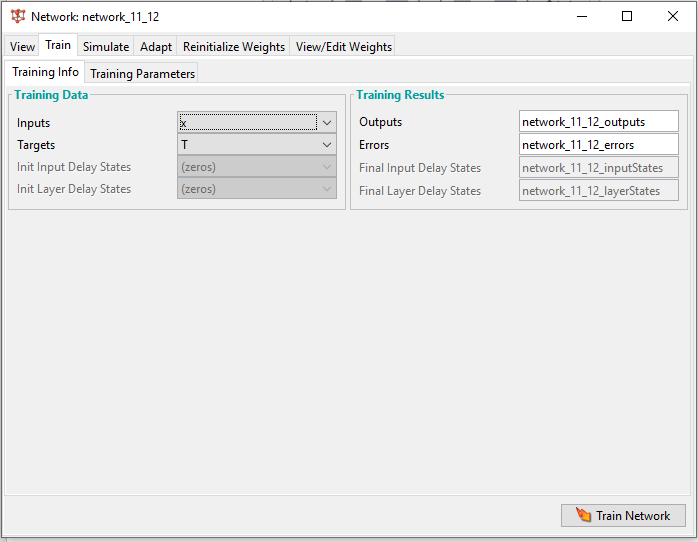 Network: network_11_12
View Train Simulate Adapt Reinitialize Weights View/Edit Weights
Training Info Training Parameters
Training Data
Inputs x
Targets T
Init Input Delay States (zeros)
Init Layer Delay States (zeros)
Training Results
Outputs network_11_12_outputs
Errors network_11_12_errors
Final Input Delay States network_11_12_inputStates
Final Layer Delay States network_11_12_layerStates
Train Network